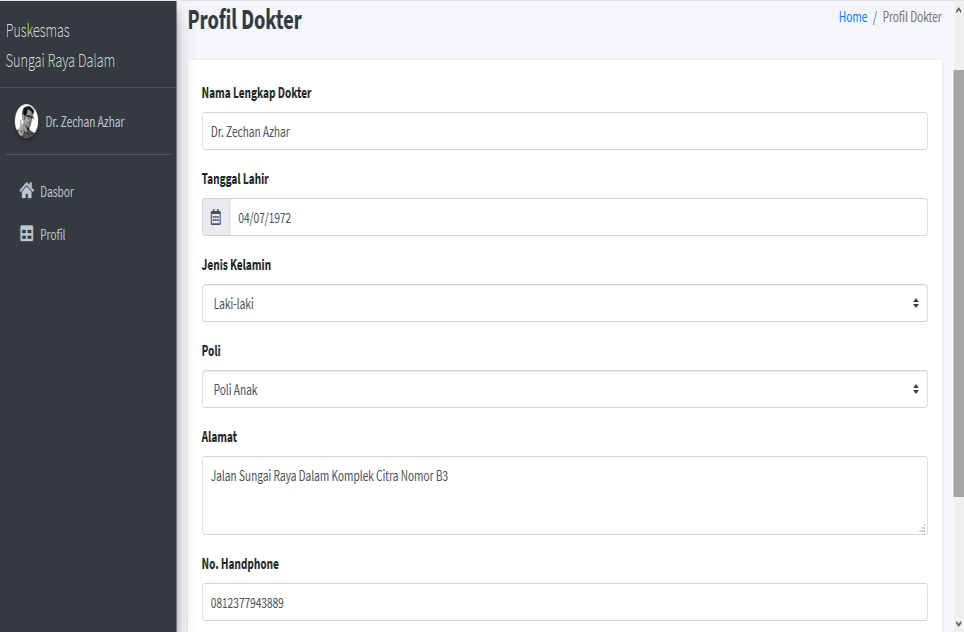 Puskesmas
Sungai Raya Dalam
Dr. Zechan Azhar
Dasbor
Profil
Profil Dokter
Home / Profil Dokter
Nama Lengkap Dokter
Dr. Zechan Azhar
Tanggal Lahir
04/07/1972
Jenis Kelamin
Laki-laki
Poli
Poli Anak
Alamat
Jalan Sungai Raya Dalam Komplek Citra Nomor B3
No. Handphone
0812377943889